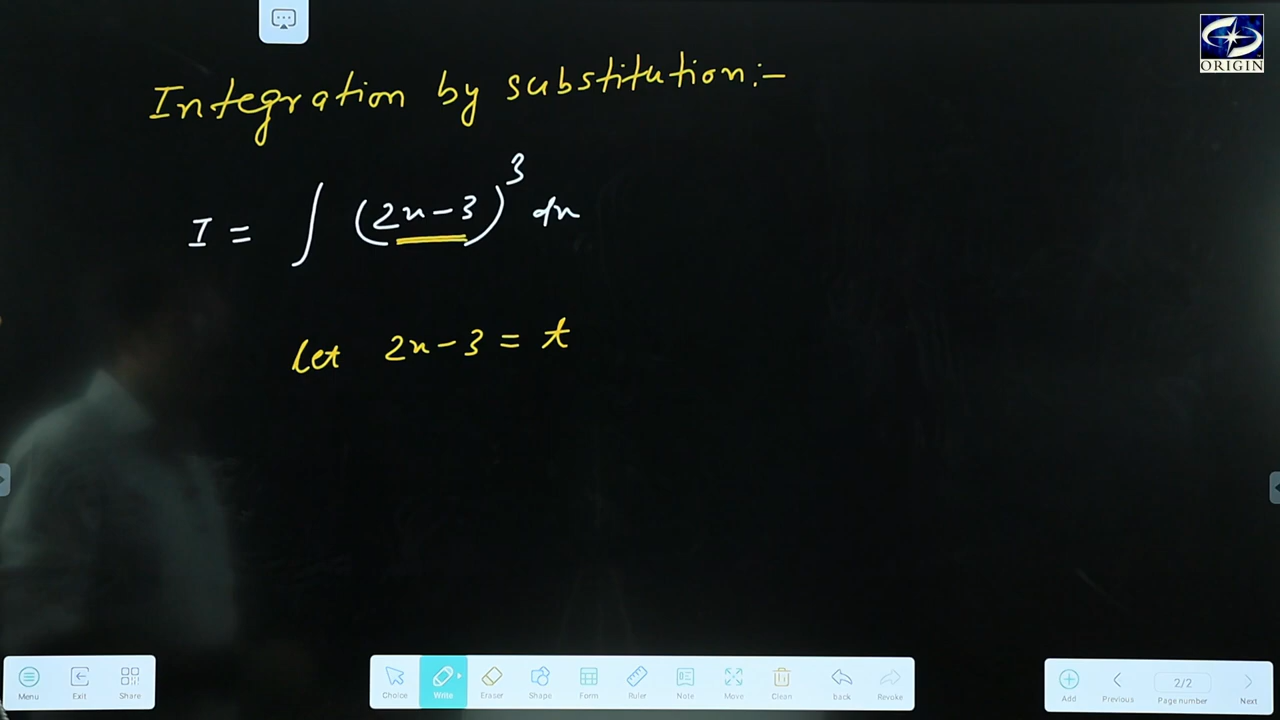 ORIGIN
Integration by substitution:-
I = ∫ (2x-3)³ dx
let 2x-3 = t
Menu
Exit
Share
Choice
Write
Eraser
Shape
Form
Ruler
Note
Move
Clean
back
Revoke
Add
Previous
2/2
Page number
Next